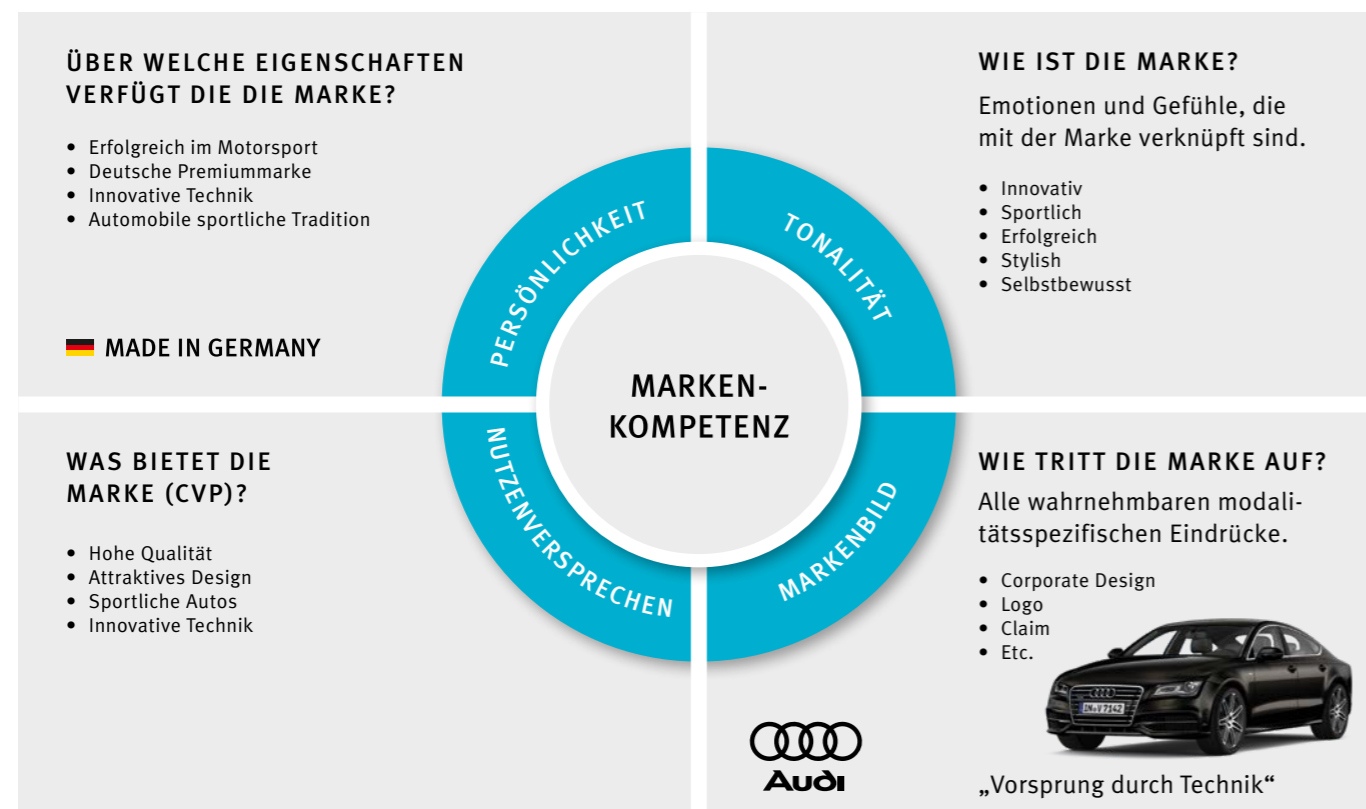 ÜBER WELCHE EIGENSCHAFTEN
VERFÜGT DIE DIE MARKE?
• Erfolgreich im Motorsport
• Deutsche Premiummarke
• Innovative Technik
• Automobile sportliche Tradition
MADE IN GERMANY
WIE IST DIE MARKE?
Emotionen und Gefühle, die
mit der Marke verknüpft sind.
• Innovativ
• Sportlich
• Erfolgreich
• Stylish
• Selbstbewusst
PERSÖNLICHKEIT
TONALITÄT
MARKEN-
KOMPETENZ
NUTZENVERSPRECHEN
MARKENBILD
WAS BIETET DIE
MARKE (CVP)?
• Hohe Qualität
• Attraktives Design
• Sportliche Autos
• Innovative Technik
WIE TRITT DIE MARKE AUF?
Alle wahrnehmbaren modali-
tätsspezifischen Eindrücke.
• Corporate Design
• Logo
• Claim
• Etc.
IN·V 7142
Audi
„Vorsprung durch Technik“